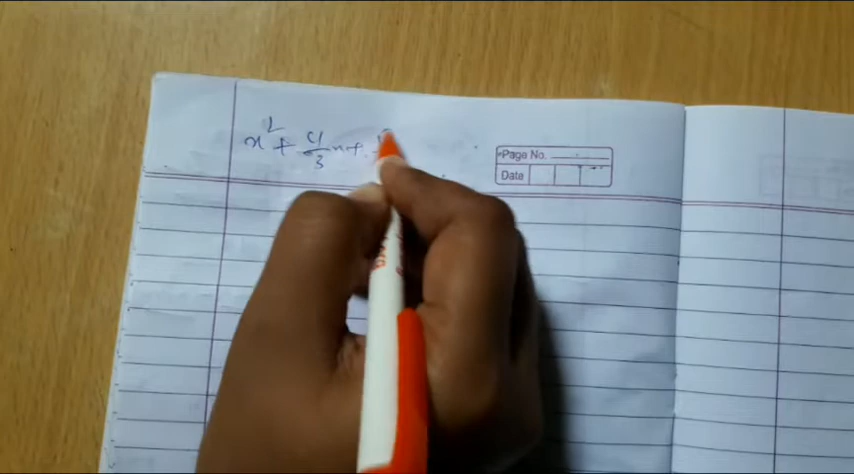 x² + 4/3 x +
Page No.
Date